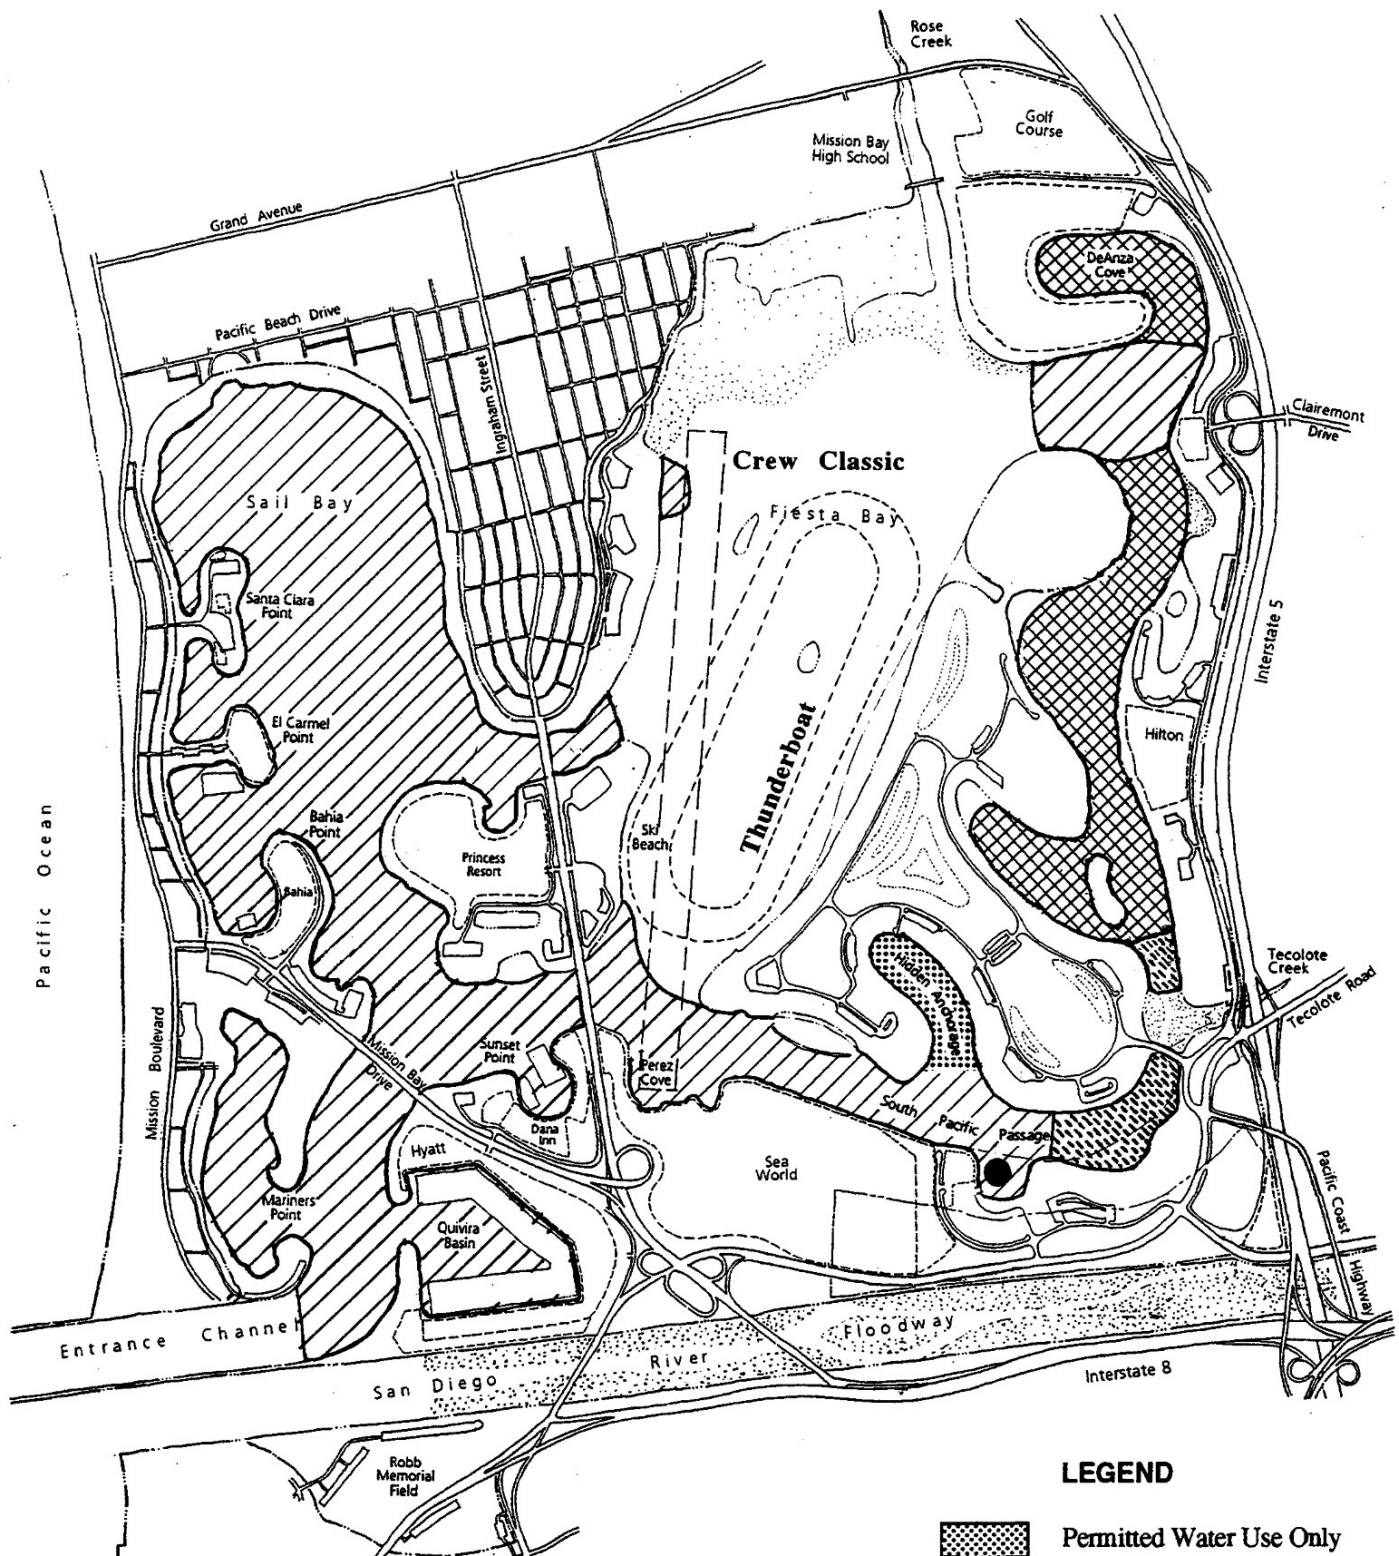 Rose
Creek
Golf
Course
Mission Bay
High School
Grand Avenue
DeAnza
Cove
Pacific Beach Drive
Ingraham Street
Clairemont
Drive
Crew Classic
Sail Bay
Fiesta Bay
Santa Clara
Point
Interstate 5
El Carmel
Point
Hilton
Thunderboat
Bahia
Point
Ski
Beach
Pacific Ocean
Princess
Resort
Bahia
Hidden Anchorage
Tecolote
Creek
Tecolote Road
Mission Boulevard
Mission Bay
Drive
Sunset
Point
Perez
Cove
South Pacific Passage
Dana
Inn
Hyatt
Sea
World
Pacific Coast Highway
Mariners
Point
Quivira
Basin
Entrance Channel
San Diego River Floodway
Interstate 8
Robb
Memorial
Field
LEGEND
Permitted Water Use Only